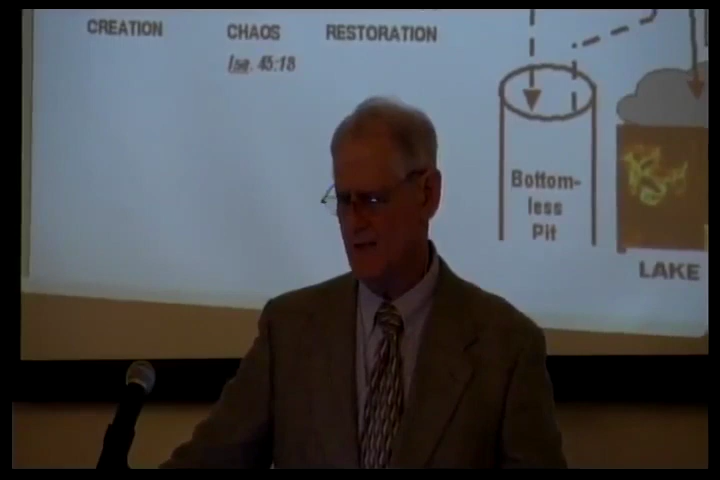 CREATION
CHAOS
RESTORATION
Isa. 45:18
Bottom-
less
Pit
LAKE